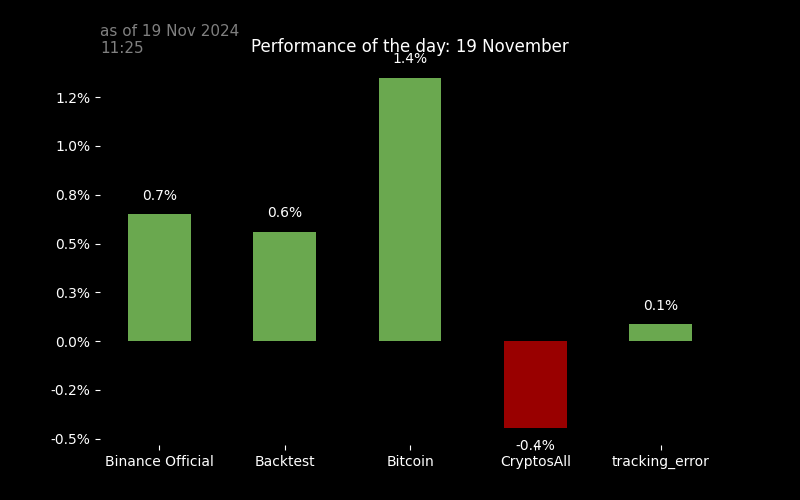 as of 19 Nov 2024
11:25
Performance of the day: 19 November
1.4%
1.2%
1.0%
0.8%
0.7%
0.6%
0.5%
0.3%
0.1%
0.0%
-0.2%
-0.5%
-0.4%
Binance Official
Backtest
Bitcoin
CryptosAll
tracking_error